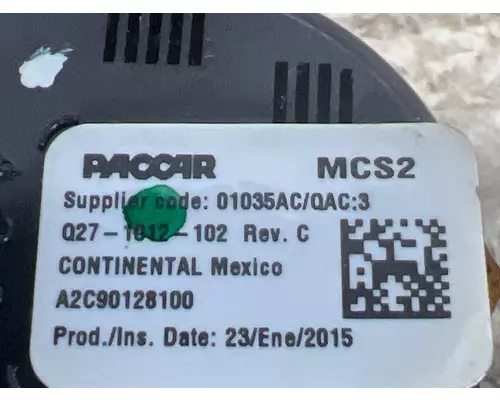 PACCAR MCS2
Supplier code: 01035AC/QAC:3
Q27-1012-102 Rev. C
CONTINENTAL Mexico
A2C90128100
Prod./Ins. Date: 23/Ene/2015